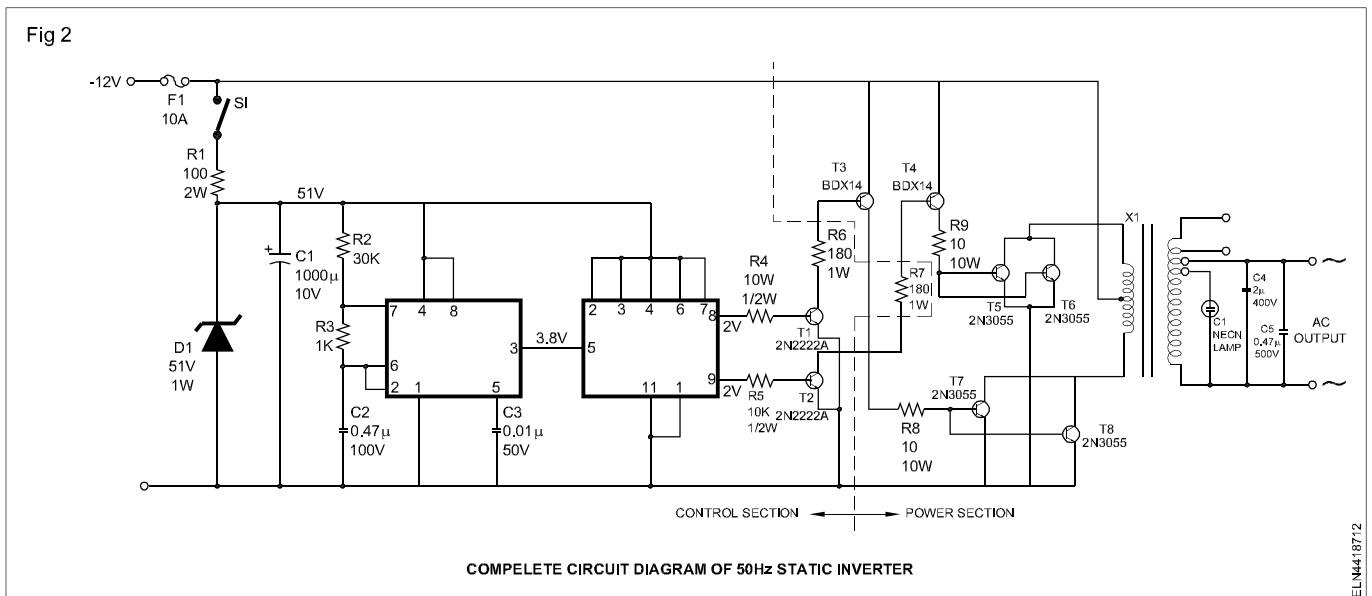 Fig 2
-12V
F1
10A
SI
R1
100
2W
51V
D1
51V
1W
+
C1
1000µ
10V
R2
30K
R3
1K
C2
0.47µ
100V
7
6
2
4
8
3
1
5
C3
0.01µ
50V
3.8V
2
3
4
6
7
5
8
9
11
1
2V
2V
R4
10W
1/2W
R5
10K
1/2W
T1
2N2222A
T2
2N2222A
R6
180
1W
R7
180
1W
T3
BDX14
T4
BDX14
R9
10
10W
T5
2N3055
T6
2N3055
T7
2N3055
R8
10
10W
T8
2N3055
X1
C1
NECN
LAMP
C4
2µ
400V
C5
0.47µ
500V
AC
OUTPUT
CONTROL SECTION
POWER SECTION
COMPELETE CIRCUIT DIAGRAM OF 50Hz STATIC INVERTER
ELN4418712